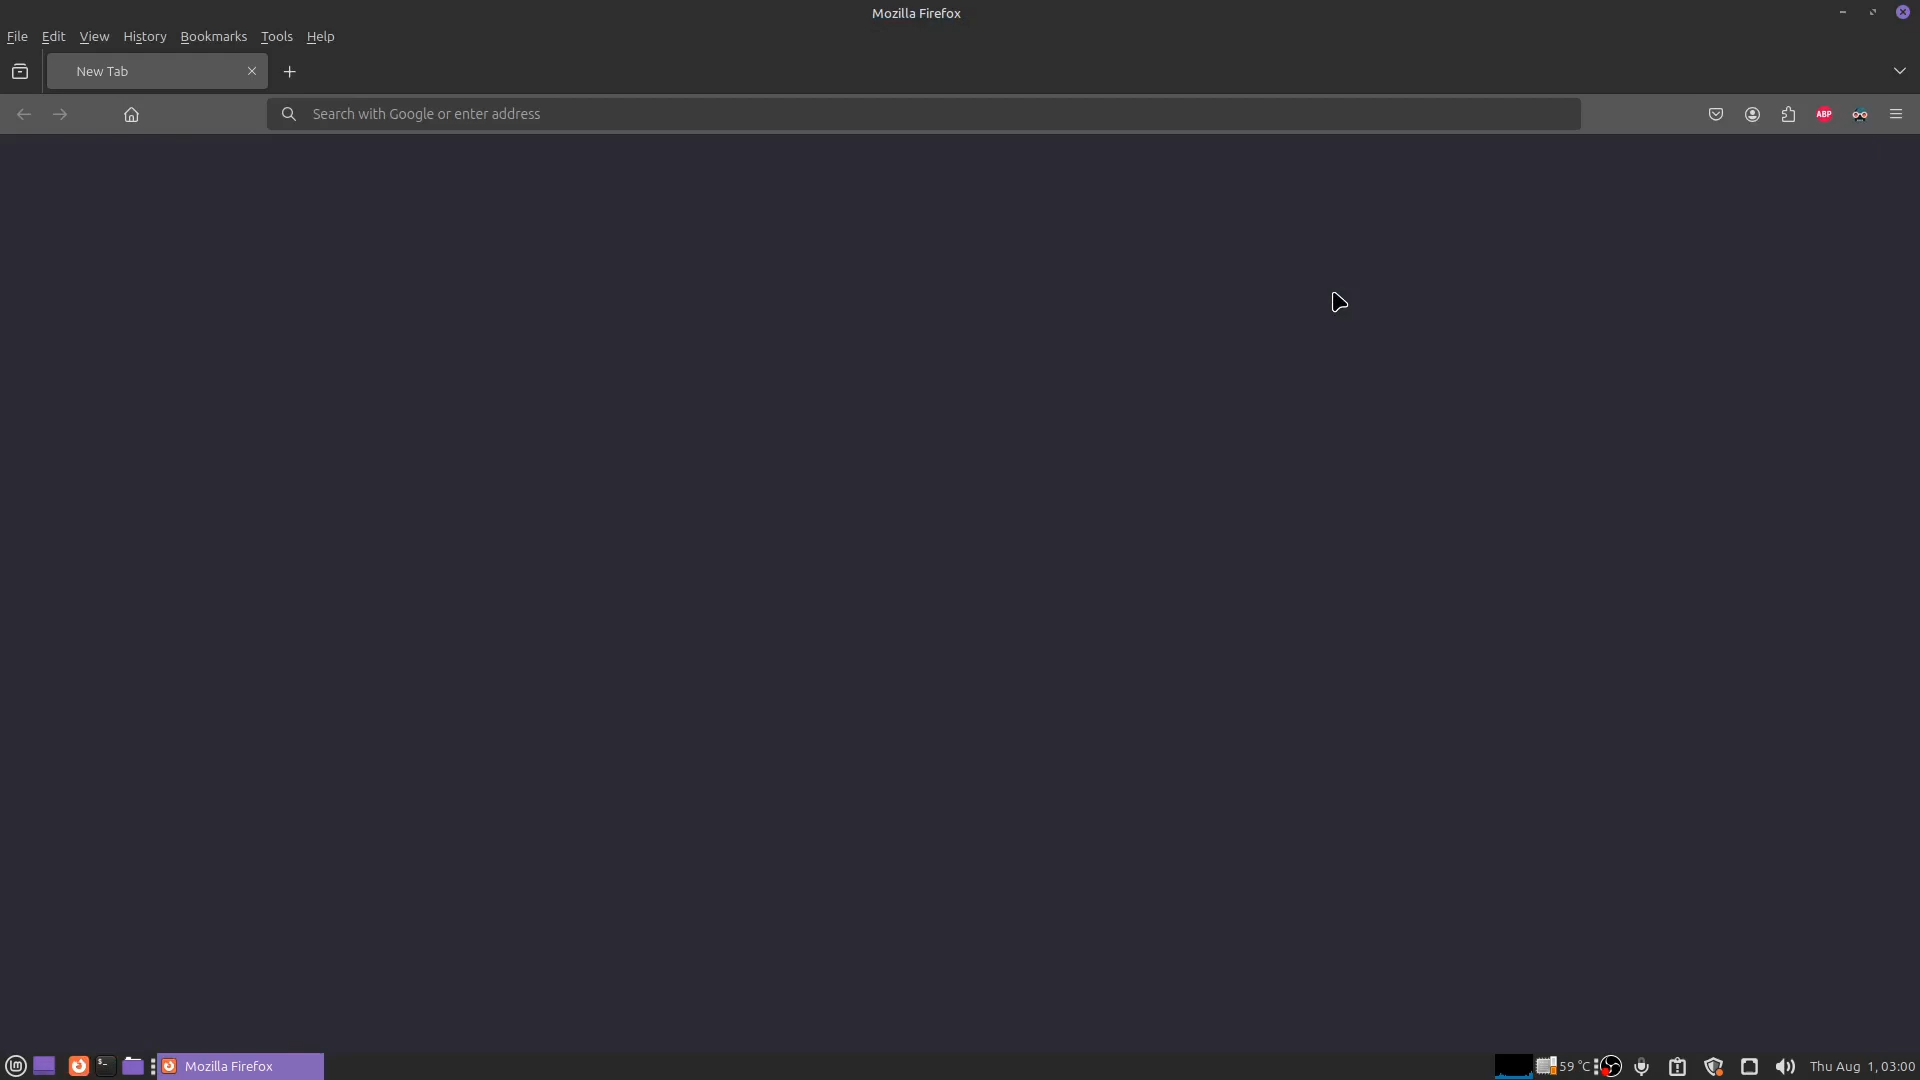 Mozilla Firefox
File Edit View History Bookmarks Tools Help
New Tab
Search with Google or enter address
ABP
$_
Mozilla Firefox
59 °C
Thu Aug 1, 03:00